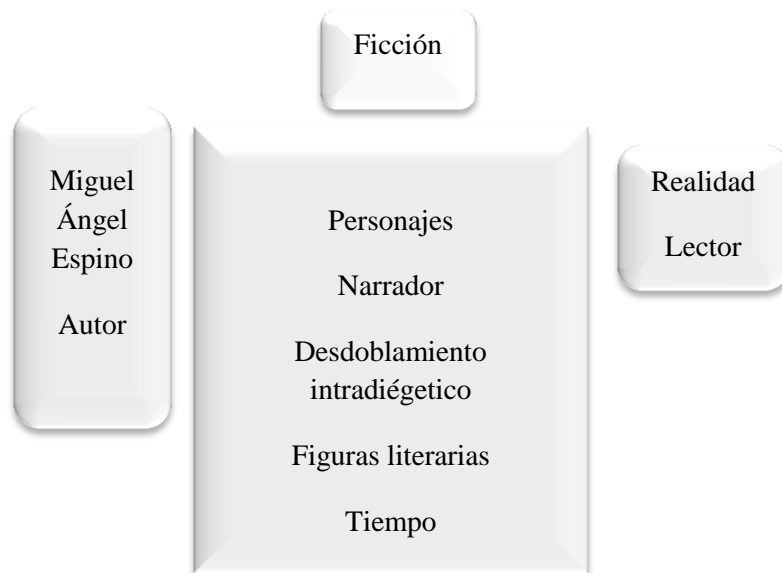 Ficción
Miguel
Ángel
Espino
Autor
Personajes
Narrador
Desdoblamiento
intradiégetico
Figuras literarias
Tiempo
Realidad
Lector